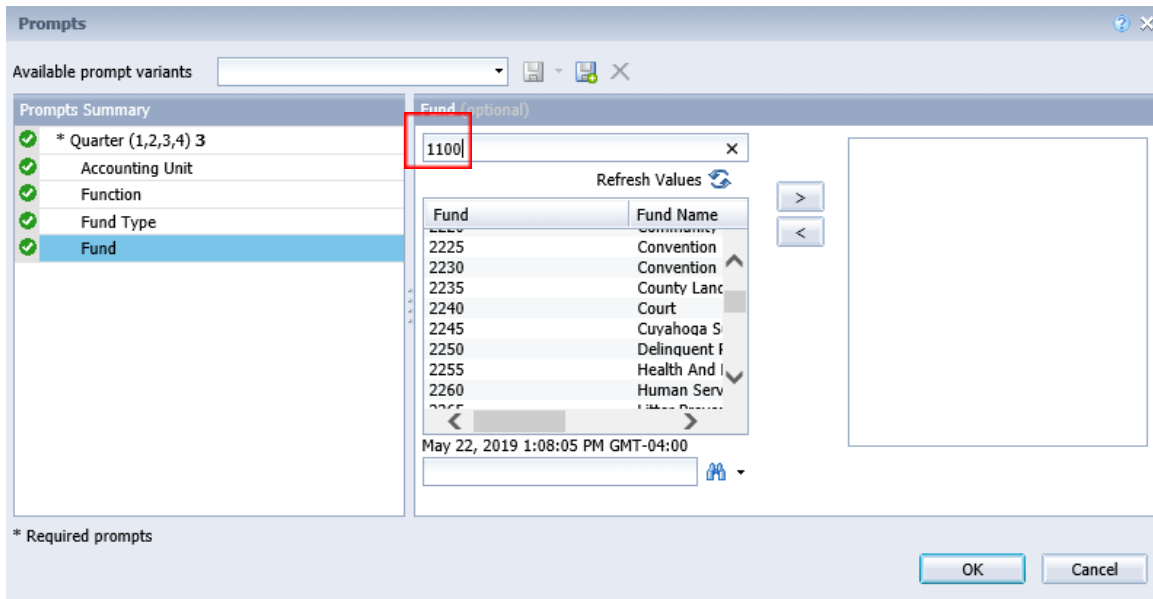 Prompts
Available prompt variants
Prompts Summary
* Quarter (1,2,3,4) 3
Accounting Unit
Function
Fund Type
Fund
Fund (optional)
1100
Refresh Values
Fund Fund Name
2225 Convention
2230 Convention
2235 County Lanc
2240 Court
2245 Cuyahoga S
2250 Delinquent
2255 Health And
2260 Human Serv
May 22, 2019 1:08:05 PM GMT-04:00
>
<
* Required prompts
OK Cancel